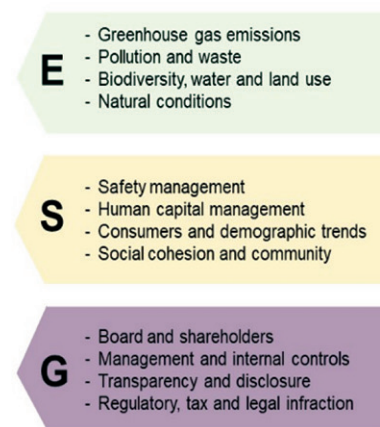 E
- Greenhouse gas emissions
- Pollution and waste
- Biodiversity, water and land use
- Natural conditions
S
- Safety management
- Human capital management
- Consumers and demographic trends
- Social cohesion and community
G
- Board and shareholders
- Management and internal controls
- Transparency and disclosure
- Regulatory, tax and legal infraction